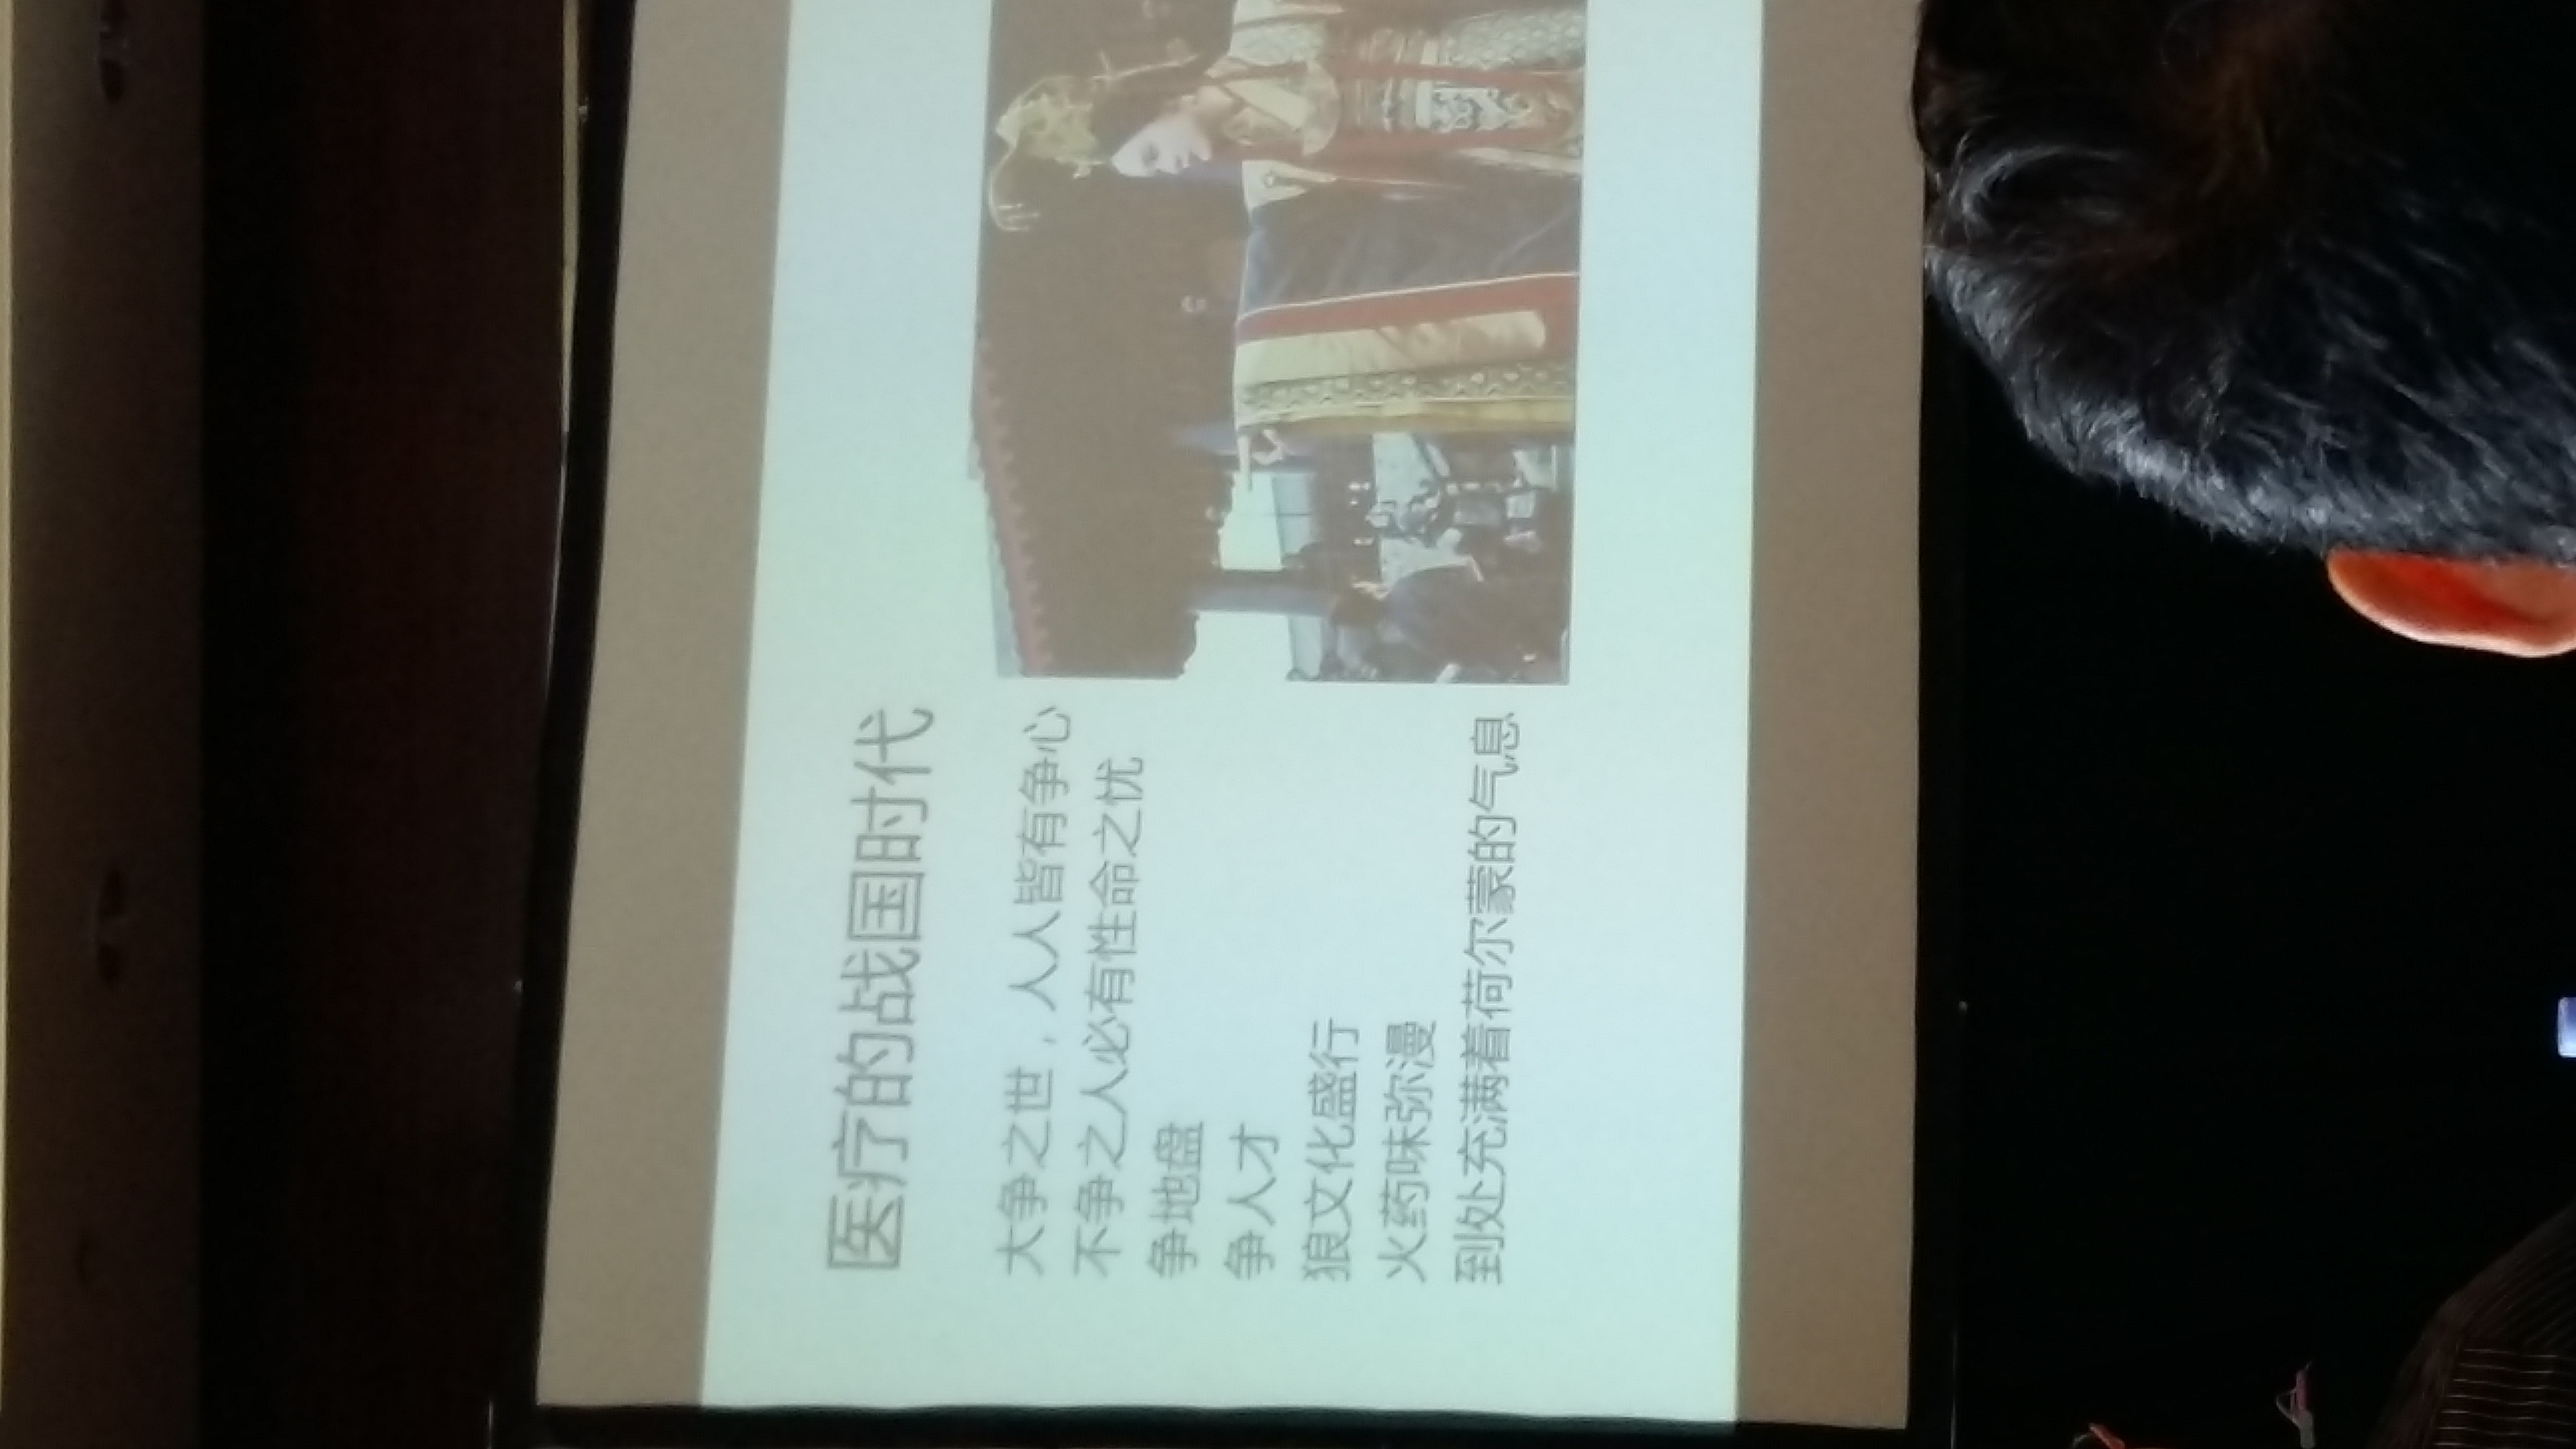 医疗的战国时代
大争之世，人人皆有争心
不争之人必有性命之忧
争地盘
争人才
狼文化盛行
火药味弥漫
到处充满着荷尔蒙的气息